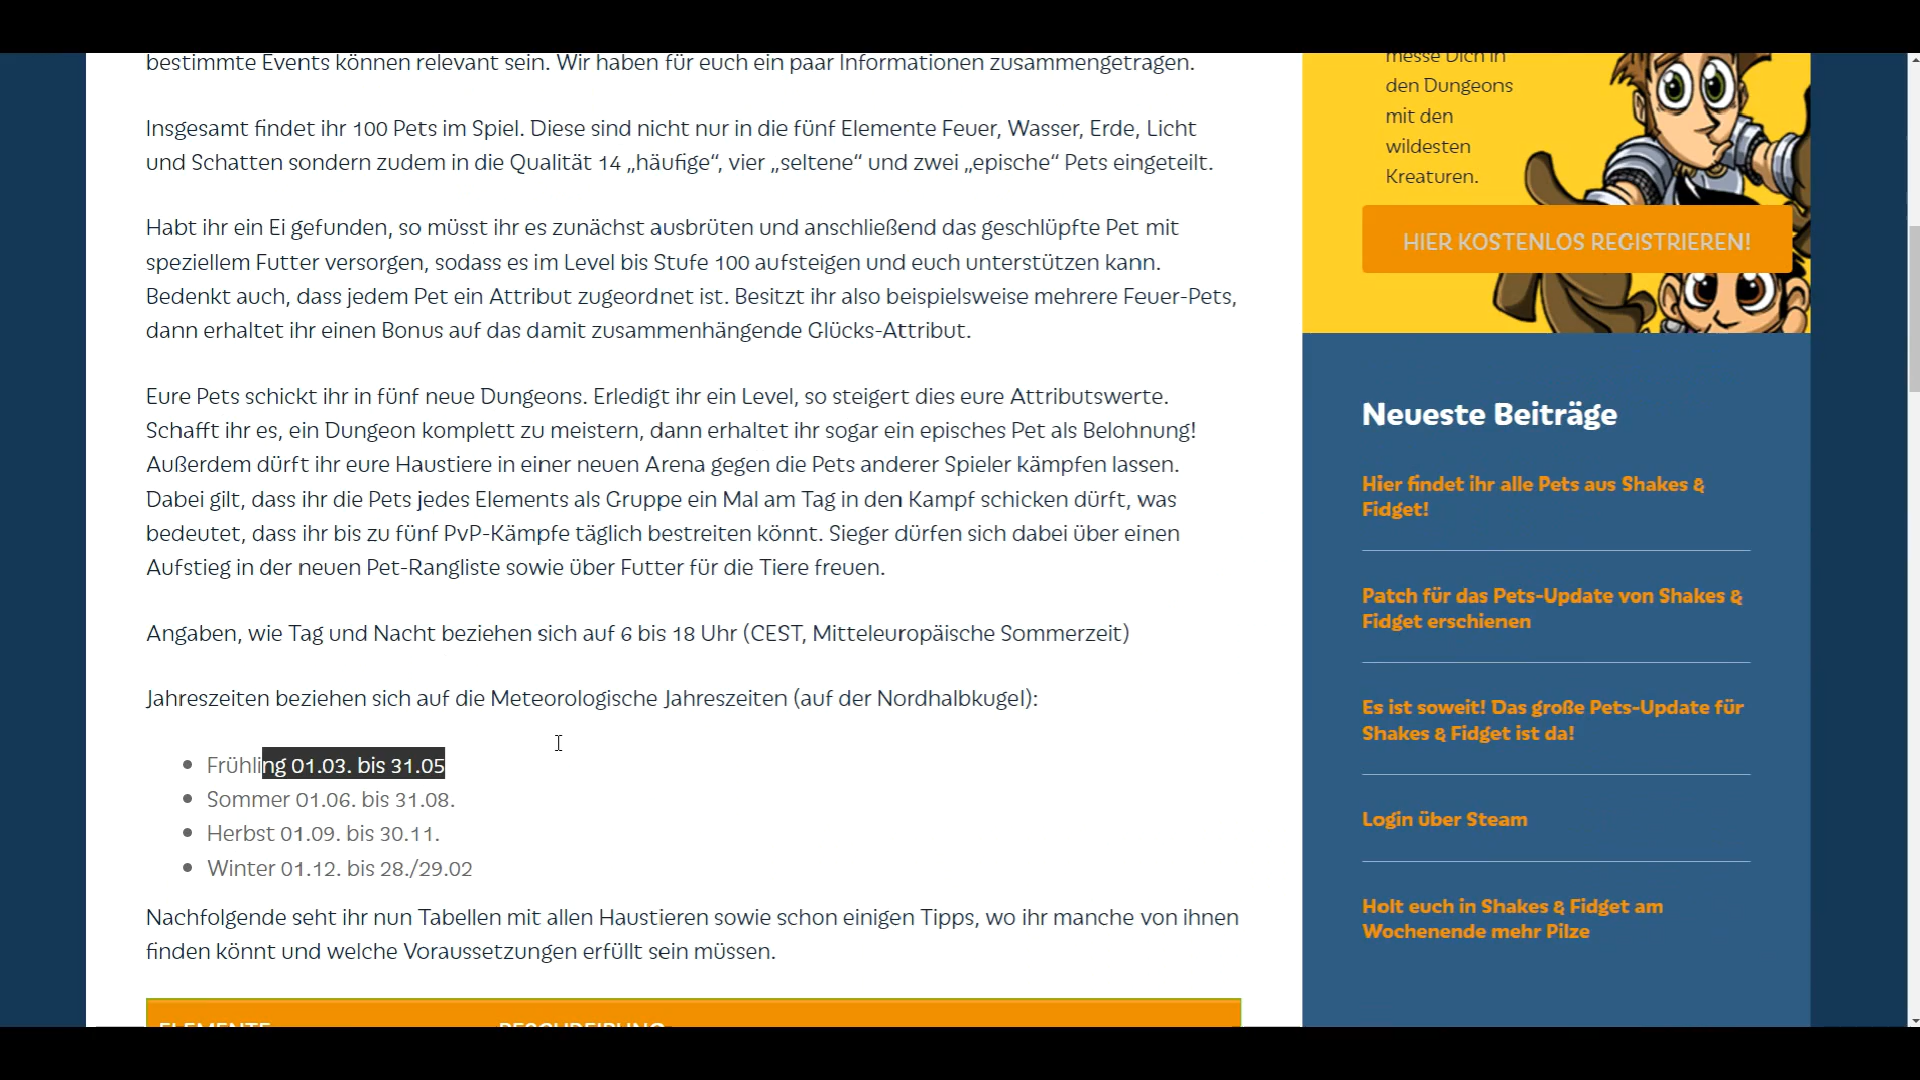 bestimmte Events können relevant sein. Wir haben für euch ein paar Informationen zusammengetragen.
Insgesamt findet ihr 100 Pets im Spiel. Diese sind nicht nur in die fünf Elemente Feuer, Wasser, Erde, Licht
und Schatten sondern zudem in die Qualität 14 „häufige“, vier „seltene“ und zwei „epische“ Pets eingeteilt.
Habt ihr ein Ei gefunden, so müsst ihr es zunächst ausbrüten und anschließend das geschlüpfte Pet mit
speziellem Futter versorgen, sodass es im Level bis Stufe 100 aufsteigen und euch unterstützen kann.
Bedenkt auch, dass jedem Pet ein Attribut zugeordnet ist. Besitzt ihr also beispielsweise mehrere Feuer-Pets,
dann erhaltet ihr einen Bonus auf das damit zusammenhängende Glücks-Attribut.
Eure Pets schickt ihr in fünf neue Dungeons. Erledigt ihr ein Level, so steigert dies eure Attributswerte.
Schafft ihr es, ein Dungeon komplett zu meistern, dann erhaltet ihr sogar ein episches Pet als Belohnung!
Außerdem dürft ihr eure Haustiere in einer neuen Arena gegen die Pets anderer Spieler kämpfen lassen.
Dabei gilt, dass ihr die Pets jedes Elements als Gruppe ein Mal am Tag in den Kampf schicken dürft, was
bedeutet, dass ihr bis zu fünf PvP-Kämpfe täglich bestreiten könnt. Sieger dürfen sich dabei über einen
Aufstieg in der neuen Pet-Rangliste sowie über Futter für die Tiere freuen.
Angaben, wie Tag und Nacht beziehen sich auf 6 bis 18 Uhr (CEST, Mitteleuropäische Sommerzeit)
Jahreszeiten beziehen sich auf die Meteorologische Jahreszeiten (auf der Nordhalbkugel):
Frühling 01.03. bis 31.05
Sommer 01.06. bis 31.08.
Herbst 01.09. bis 30.11.
Winter 01.12. bis 28./29.02
Nachfolgende seht ihr nun Tabellen mit allen Haustieren sowie schon einigen Tipps, wo ihr manche von ihnen
finden könnt und welche Voraussetzungen erfüllt sein müssen.
ELEMENTE BESCHREIBUNG
messe Dich in
den Dungeons
mit den
wildesten
Kreaturen.
HIER KOSTENLOS REGISTRIEREN!
Neueste Beiträge
Hier findet ihr alle Pets aus Shakes &
Fidget!
Patch für das Pets-Update von Shakes &
Fidget erschienen
Es ist soweit! Das große Pets-Update für
Shakes & Fidget ist da!
Login über Steam
Holt euch in Shakes & Fidget am
Wochenende mehr Pilze